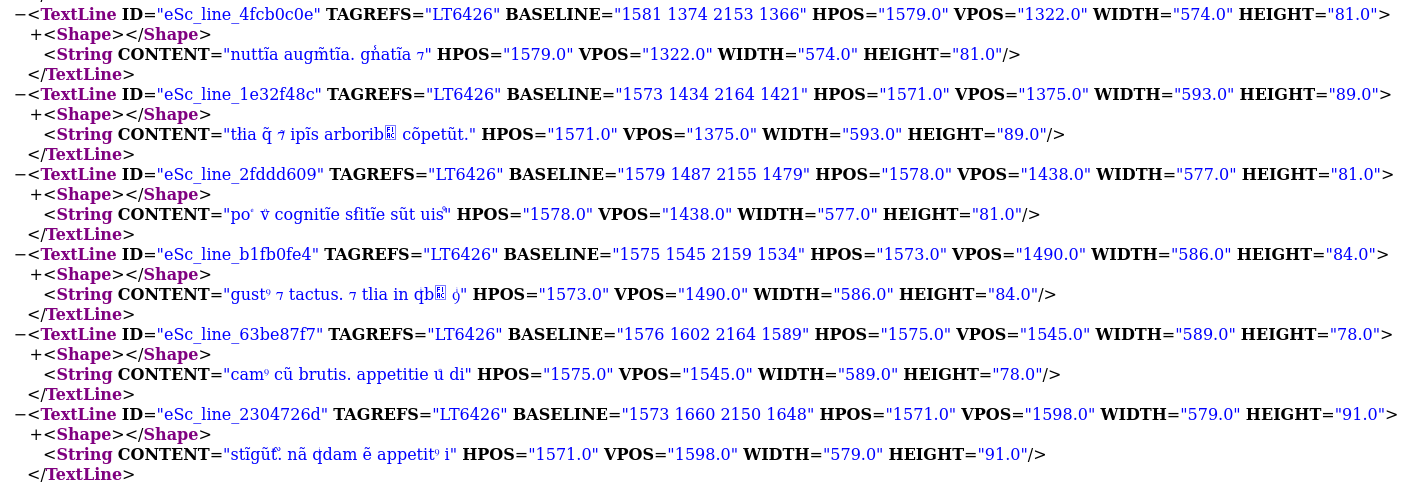 −<TextLine ID="eSc_line_4fcb0c0e" TAGREFS="LT6426" BASELINE="1581 1374 2153 1366" HPOS="1579.0" VPOS="1322.0" WIDTH="574.0" HEIGHT="81.0">
+<Shape></Shape>
<String CONTENT="nuttĩa augm̃tĩa. gn̉atĩa ⁊" HPOS="1579.0" VPOS="1322.0" WIDTH="574.0" HEIGHT="81.0"/>
</TextLine>
−<TextLine ID="eSc_line_1e32f48c" TAGREFS="LT6426" BASELINE="1573 1434 2164 1421" HPOS="1571.0" VPOS="1375.0" WIDTH="593.0" HEIGHT="89.0">
+<Shape></Shape>
<String CONTENT="tłia q̃ ⁊̃ ipĩs arborib cõpetũt." HPOS="1571.0" VPOS="1375.0" WIDTH="593.0" HEIGHT="89.0"/>
</TextLine>
−<TextLine ID="eSc_line_2fddd609" TAGREFS="LT6426" BASELINE="1579 1487 2155 1479" HPOS="1578.0" VPOS="1438.0" WIDTH="577.0" HEIGHT="81.0">
+<Shape></Shape>
<String CONTENT="po ͨ v̉ cognitĩe sfitĩe sũt uisꝰ" HPOS="1578.0" VPOS="1438.0" WIDTH="577.0" HEIGHT="81.0"/>
</TextLine>
−<TextLine ID="eSc_line_b1fb0fe4" TAGREFS="LT6426" BASELINE="1575 1545 2159 1534" HPOS="1573.0" VPOS="1490.0" WIDTH="586.0" HEIGHT="84.0">
+<Shape></Shape>
<String CONTENT="gustꝰ ⁊ tactus. ⁊ tlia in qͥb ꝯͥ" HPOS="1573.0" VPOS="1490.0" WIDTH="586.0" HEIGHT="84.0"/>
</TextLine>
−<TextLine ID="eSc_line_63be87f7" TAGREFS="LT6426" BASELINE="1576 1602 2164 1589" HPOS="1575.0" VPOS="1545.0" WIDTH="589.0" HEIGHT="78.0">
+<Shape></Shape>
<String CONTENT="camꝰ cũ brutis. appetitie uͥ di" HPOS="1575.0" VPOS="1545.0" WIDTH="589.0" HEIGHT="78.0"/>
</TextLine>
−<TextLine ID="eSc_line_2304726d" TAGREFS="LT6426" BASELINE="1573 1660 2150 1648" HPOS="1571.0" VPOS="1598.0" WIDTH="579.0" HEIGHT="91.0">
+<Shape></Shape>
<String CONTENT="stĩgũt᷒. nã qͥdam ẽ appetitꝰ i" HPOS="1571.0" VPOS="1598.0" WIDTH="579.0" HEIGHT="91.0"/>
</TextLine>